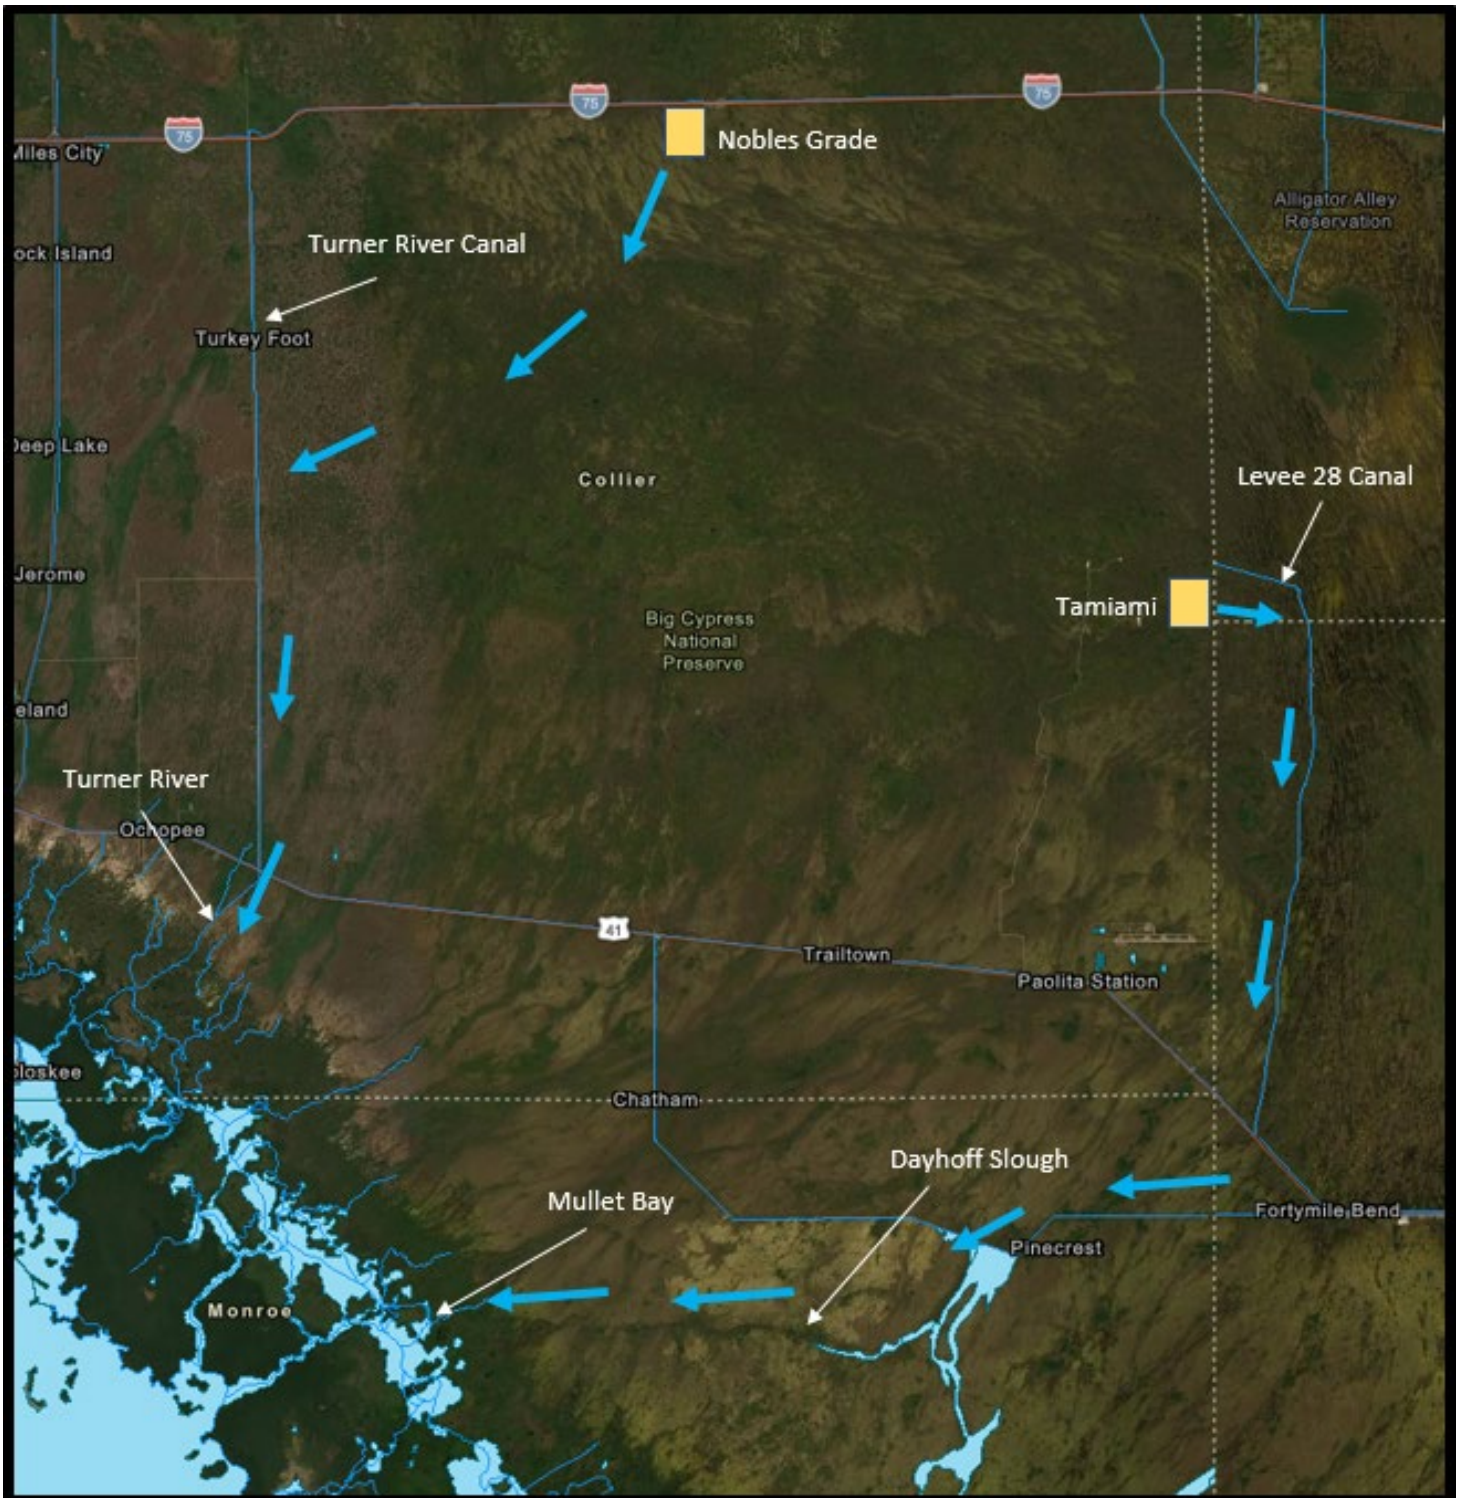 75
75
75
Miles City
Nobles Grade
Alligator Alley
Reservation
Turner River Canal
ock Island
Turkey Foot
Deep Lake
Collier
Levee 28 Canal
Jerome
Tamiami
Big Cypress
National
Preserve
eland
Turner River
Ochopee
41
Trailtown
Paolita Station
oloskee
Chatham
Dayhoff Slough
Mullet Bay
Fortymile Bend
Pinecrest
Monroe